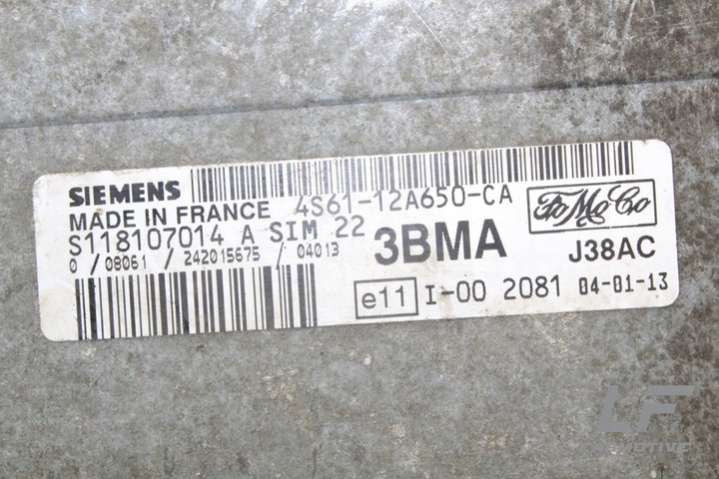 SIEMENS
MADE IN FRANCE 4S61-12A650-CA
S118107014 A SIM 22
0 / 08061 / 242015675 / 04013
3BMA
FoMoCo
J38AC
e11 I-00 2081 04-01-13
LF